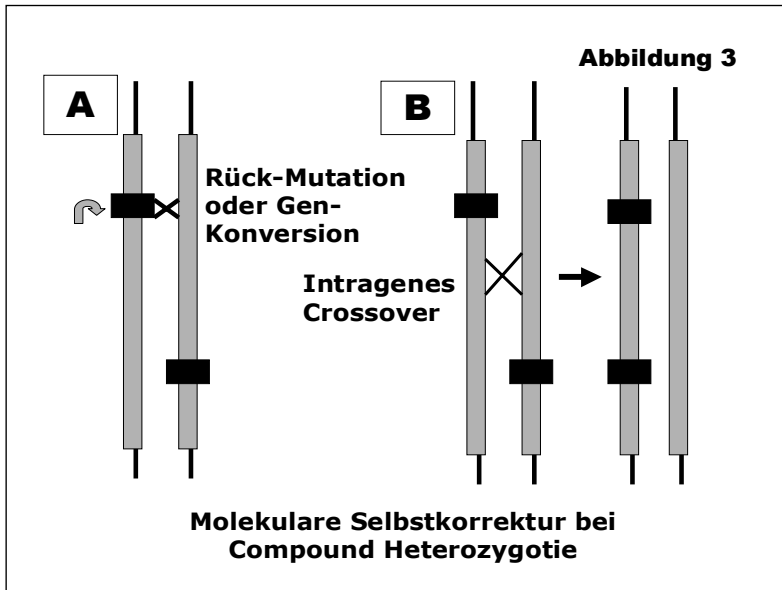 Abbildung 3
A
Rück-Mutation
oder Gen-
Konversion
B
Intragenes
Crossover
Molekulare Selbstkorrektur bei
Compound Heterozygotie